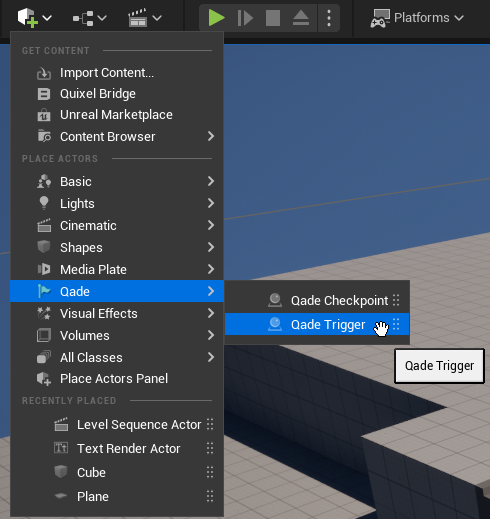 Platforms
GET CONTENT
Import Content...
Quixel Bridge
Unreal Marketplace
Content Browser
PLACE ACTORS
Basic
Lights
Cinematic
Shapes
Media Plate
Qade
Qade Checkpoint
Qade Trigger
Qade Trigger
Visual Effects
Volumes
All Classes
Place Actors Panel
RECENTLY PLACED
Level Sequence Actor
Text Render Actor
Cube
Plane